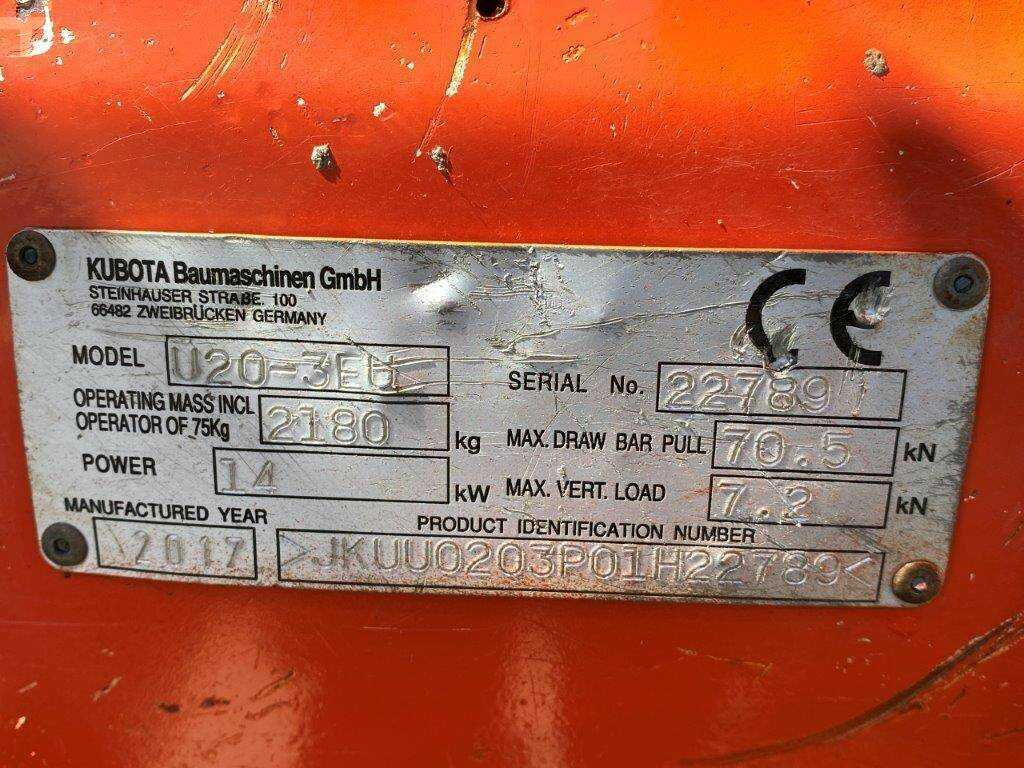 KUBOTA Baumaschinen GmbH
STEINHAUSER STRAßE. 100
66482 ZWEIBRÜCKEN GERMANY
CE
MODEL U20-3EU
SERIAL No. 22789
OPERATING MASS INCL
OPERATOR OF 75Kg 2180 kg
MAX. DRAW BAR PULL 70.5 kN
POWER 14 kW
MAX. VERT. LOAD 7.2 kN
MANUFACTURED YEAR
2017
PRODUCT IDENTIFICATION NUMBER
>JKUU0203P01H22789<